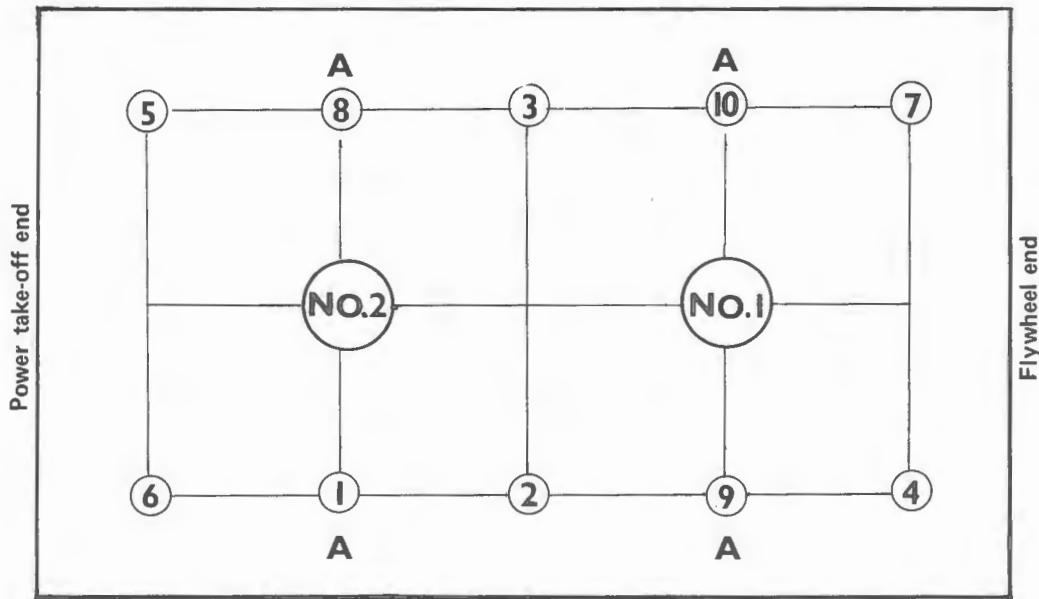 A A
5 8 3 10 7
Power take-off end
NO.2 NO.1
Flywheel end
6 1 2 9 4
A A